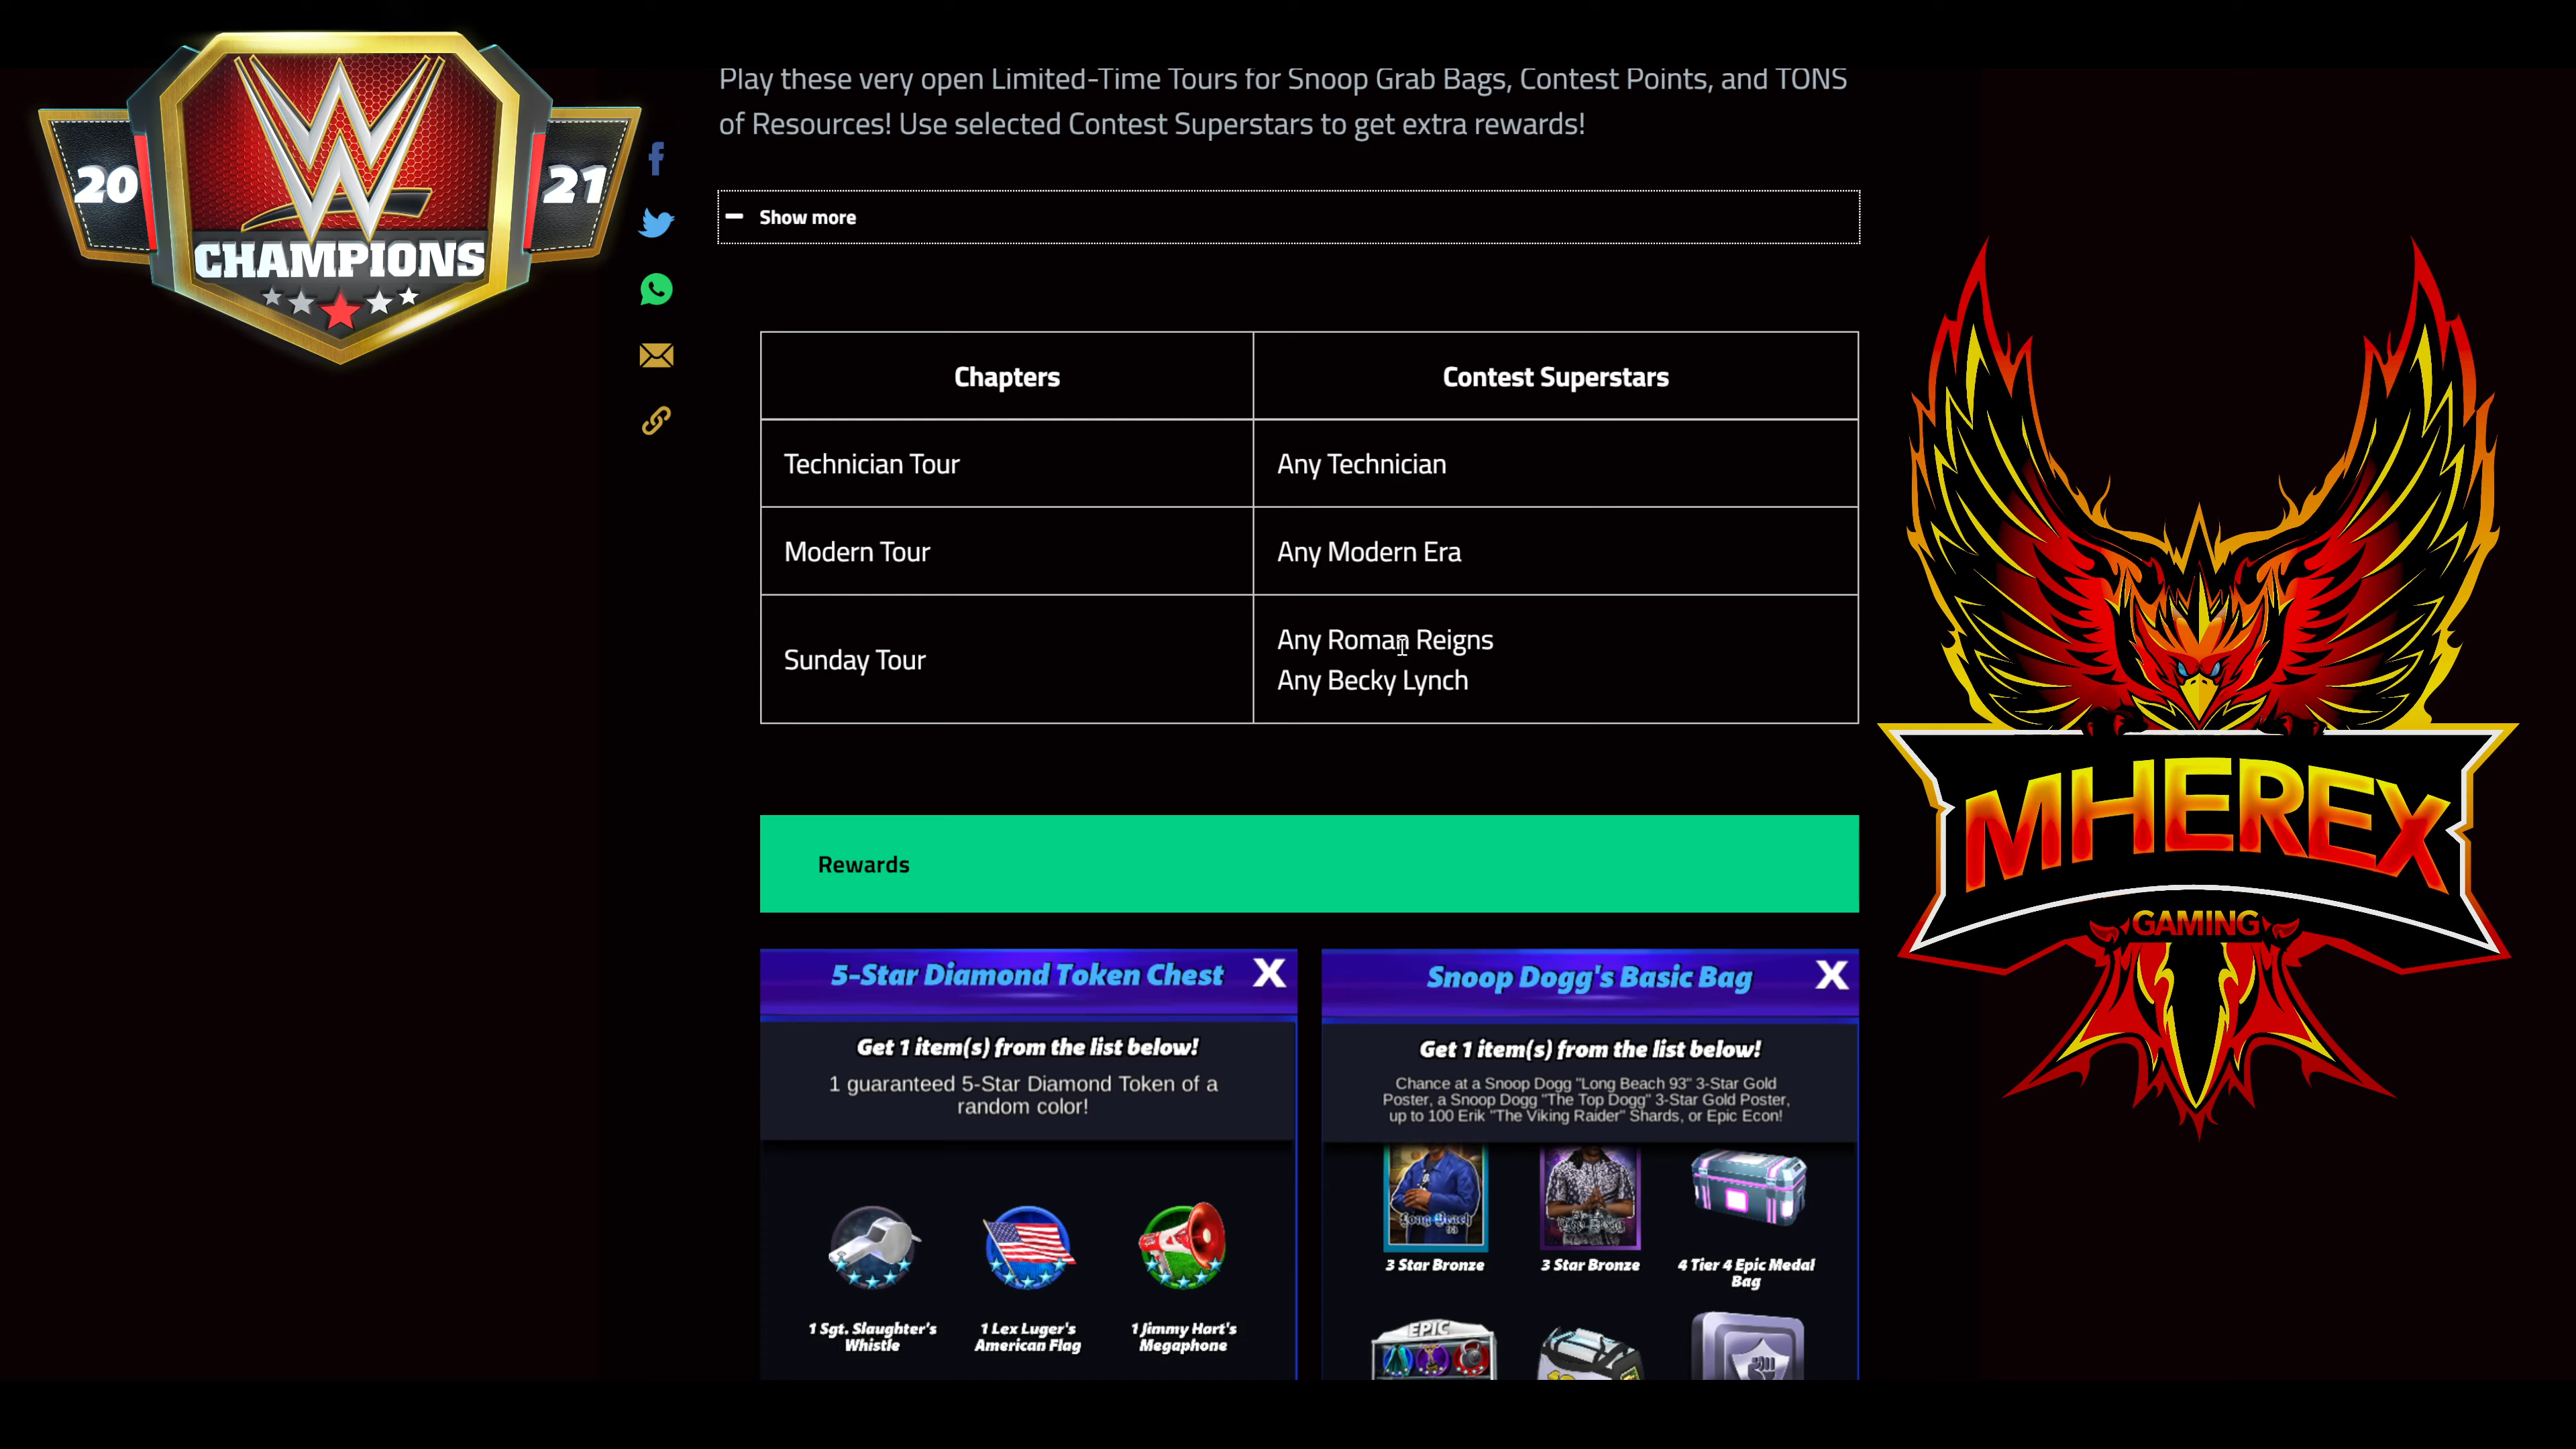 20
21
CHAMPIONS
Play these very open Limited-Time Tours for Snoop Grab Bags, Contest Points, and TONS
of Resources! Use selected Contest Superstars to get extra rewards!
Show more
Chapters
Contest Superstars
Technician Tour
Any Technician
Modern Tour
Any Modern Era
Sunday Tour
Any Roman Reigns
Any Becky Lynch
MHEREX
GAMING
Rewards
5-Star Diamond Token Chest X
Get 1 item(s) from the list below!
1 guaranteed 5-Star Diamond Token of a
random color!
1 Sgt. Slaughter's
Whistle
1 Lex Luger's
American Flag
1 Jimmy Hart's
Megaphone
Snoop Dogg's Basic Bag X
Get 1 item(s) from the list below!
Chance at a Snoop Dogg "Long Beach 93" 3-Star Gold
Poster, a Snoop Dogg "The Top Dogg" 3-Star Gold Poster,
up to 100 Erik "The Viking Raider" Shards, or Epic Econ!
Long Beach
93
3 Star Bronze
3 Star Bronze
4 Tier 4 Epic Medal
Bag
EPIC